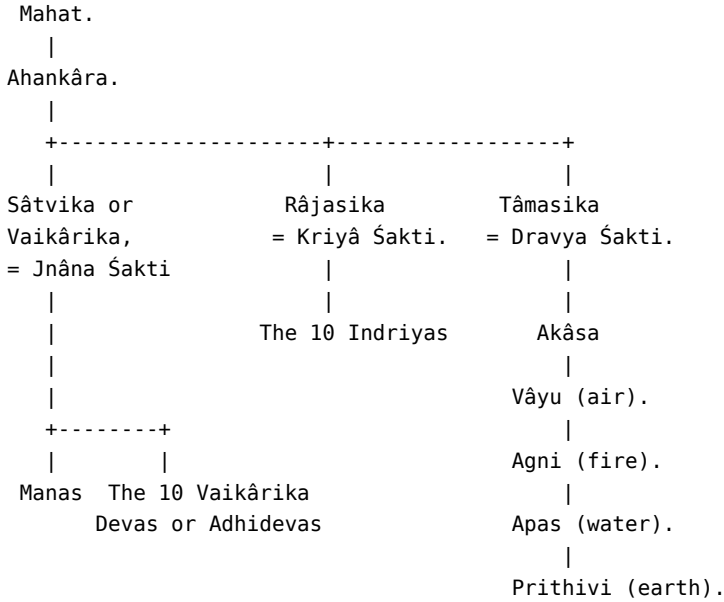 Mahat.
Ahankâra.
Sâtvika or Râjasika Tâmasika
Vaikârika, = Kriyâ Śakti. = Dravya Śakti.
= Jnâna Śakti
The 10 Indriyas Akâsa
Vâyu (air).
Agni (fire).
Manas The 10 Vaikârika
Devas or Adhidevas Apas (water).
Prithivi (earth).